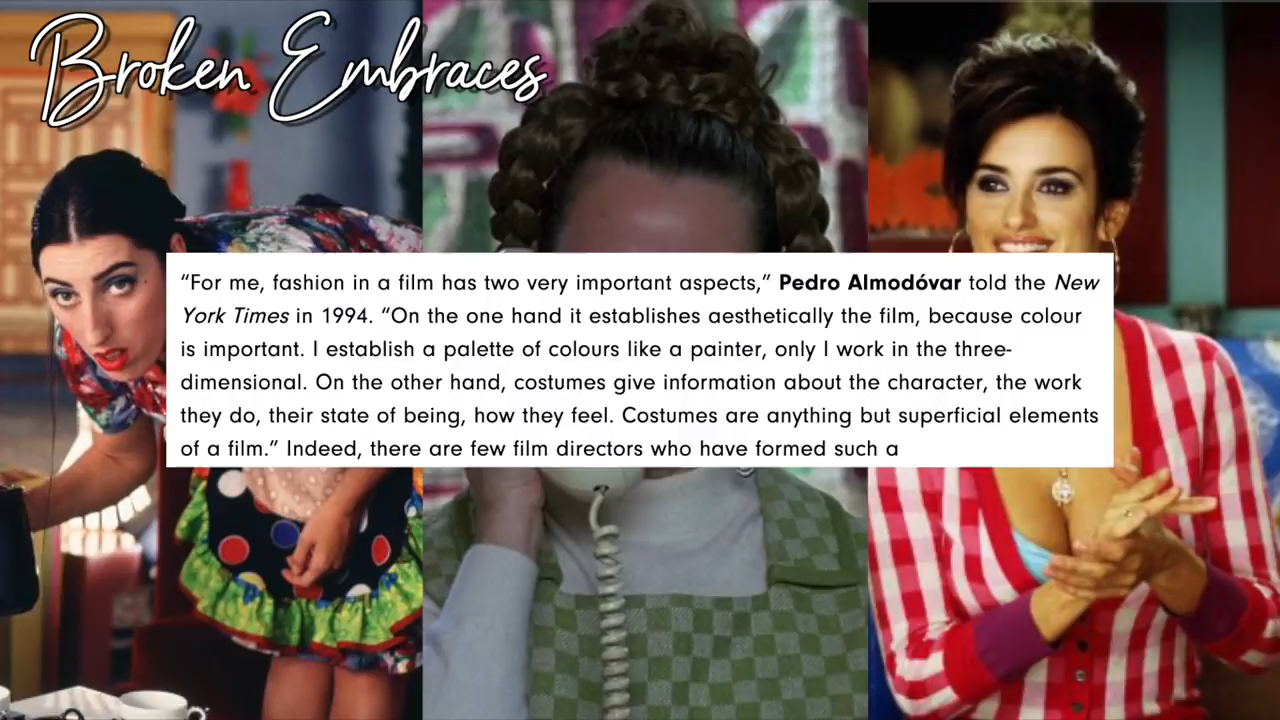 Broken Embraces
“For me, fashion in a film has two very important aspects,” Pedro Almodóvar told the New
York Times in 1994. “On the one hand it establishes aesthetically the film, because colour
is important. I establish a palette of colours like a painter, only I work in the three-
dimensional. On the other hand, costumes give information about the character, the work
they do, their state of being, how they feel. Costumes are anything but superficial elements
of a film.” Indeed, there are few film directors who have formed such a